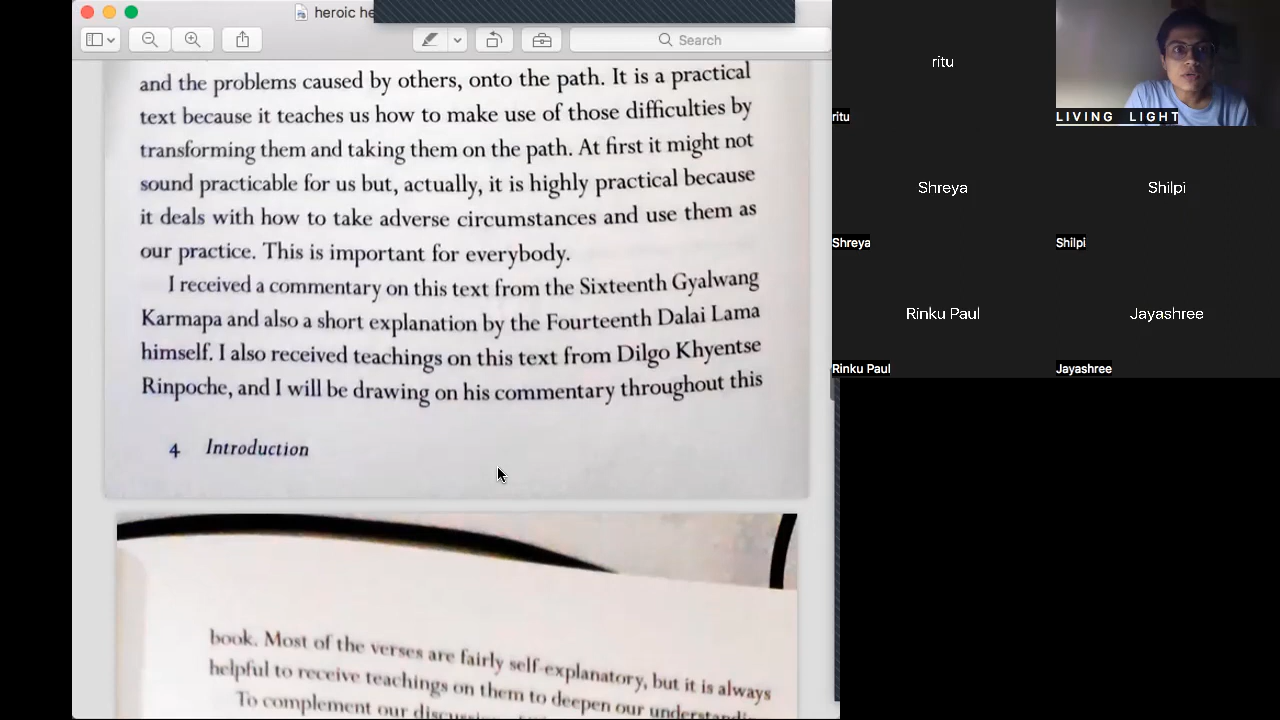 heroic he
Search
and the problems caused by others, onto the path. It is a practical
text because it teaches us how to make use of those difficulties by
transforming them and taking them on the path. At first it might not
sound practicable for us but, actually, it is highly practical because
it deals with how to take adverse circumstances and use them as
our practice. This is important for everybody.
I received a commentary on this text from the Sixteenth Gyalwang
Karmapa and also a short explanation by the Fourteenth Dalai Lama
himself. I also received teachings on this text from Dilgo Khyentse
Rinpoche, and I will be drawing on his commentary throughout this
4 Introduction
book. Most of the verses are fairly self-explanatory, but it is always
helpful to receive teachings on them to deepen our
To complement our
ritu
ritu
LIVING LIGHT
Shreya
Shreya
Shilpi
Shilpi
Rinku Paul
Rinku Paul
Jayashree
Jayashree